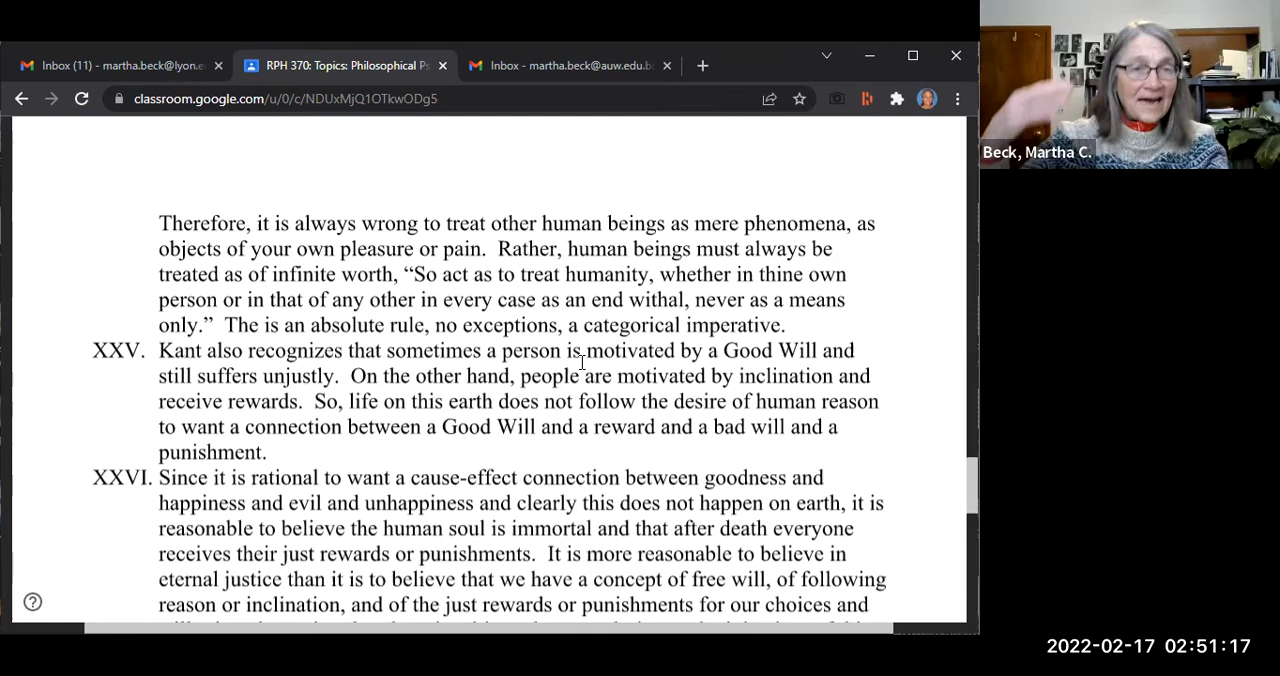 Inbox (11) - martha.beck@lyon.e
RPH 370: Topics: Philosophical Ps
Inbox - martha.beck@auw.edu.b
classroom.google.com/u/0/c/NDUxMjQ1OTkwODg5
Beck, Martha C.
Therefore, it is always wrong to treat other human beings as mere phenomena, as
objects of your own pleasure or pain. Rather, human beings must always be
treated as of infinite worth, “So act as to treat humanity, whether in thine own
person or in that of any other in every case as an end withal, never as a means
only.” The is an absolute rule, no exceptions, a categorical imperative.
XXV. Kant also recognizes that sometimes a person is motivated by a Good Will and
still suffers unjustly. On the other hand, people are motivated by inclination and
receive rewards. So, life on this earth does not follow the desire of human reason
to want a connection between a Good Will and a reward and a bad will and a
punishment.
XXVI. Since it is rational to want a cause-effect connection between goodness and
happiness and evil and unhappiness and clearly this does not happen on earth, it is
reasonable to believe the human soul is immortal and that after death everyone
receives their just rewards or punishments. It is more reasonable to believe in
eternal justice than it is to believe that we have a concept of free will, of following
reason or inclination, and of the just rewards or punishments for our choices and
2022-02-17 02:51:17